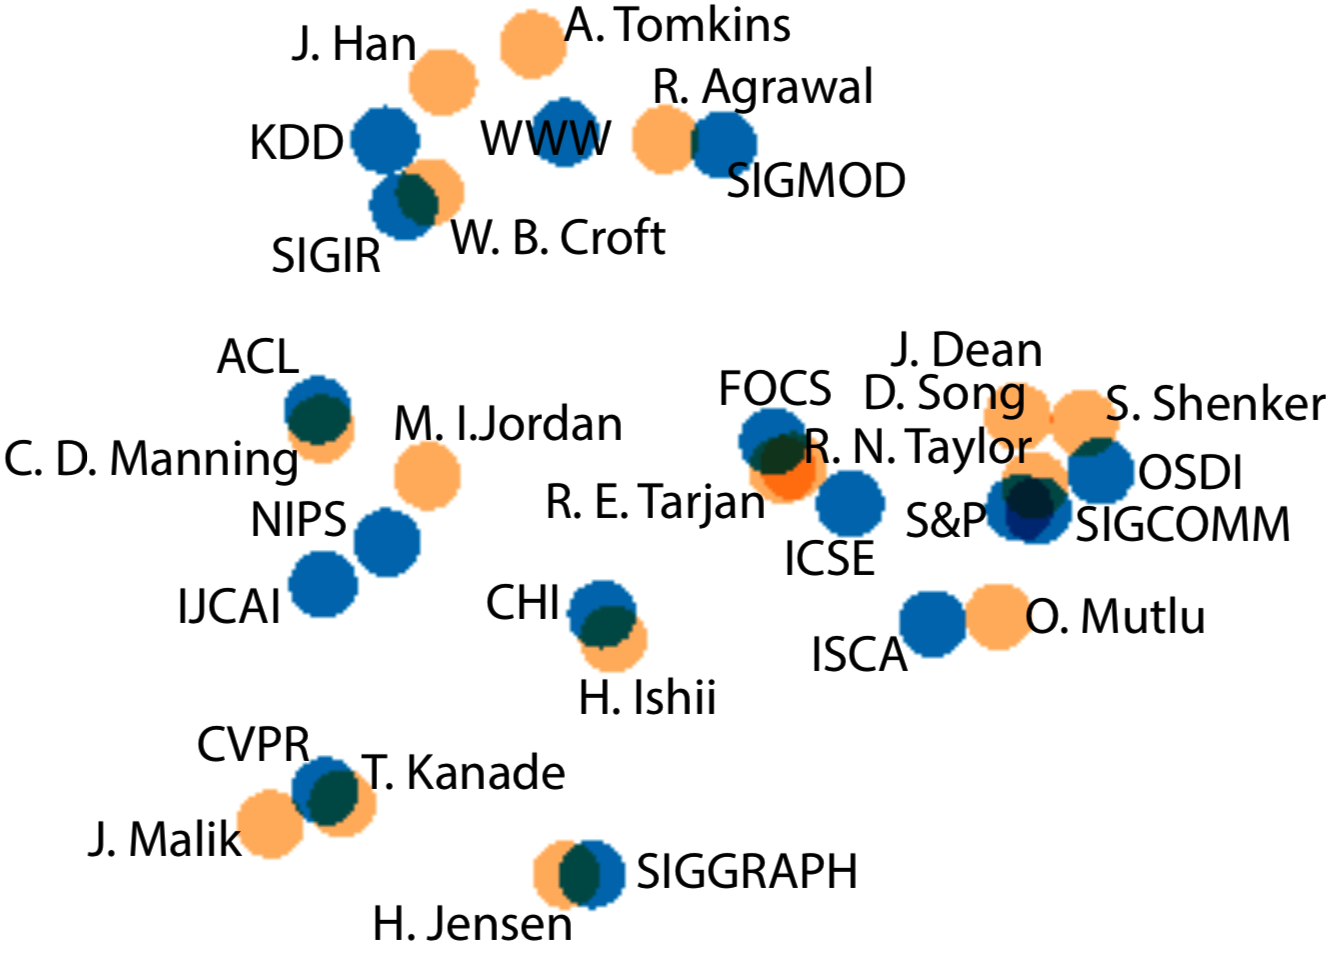 A. Tomkins
J. Han
R. Agrawal
KDD
WWW
SIGMOD
W. B. Croft
SIGIR
J. Dean
ACL
FOCS
D. Song
S. Shenker
M. I.Jordan
R. N. Taylor
C. D. Manning
OSDI
R. E. Tarjan
NIPS
S&P
SIGCOMM
ICSE
CHI
IJCAI
O. Mutlu
ISCA
H. Ishii
CVPR
T. Kanade
J. Malik
SIGGRAPH
H. Jensen